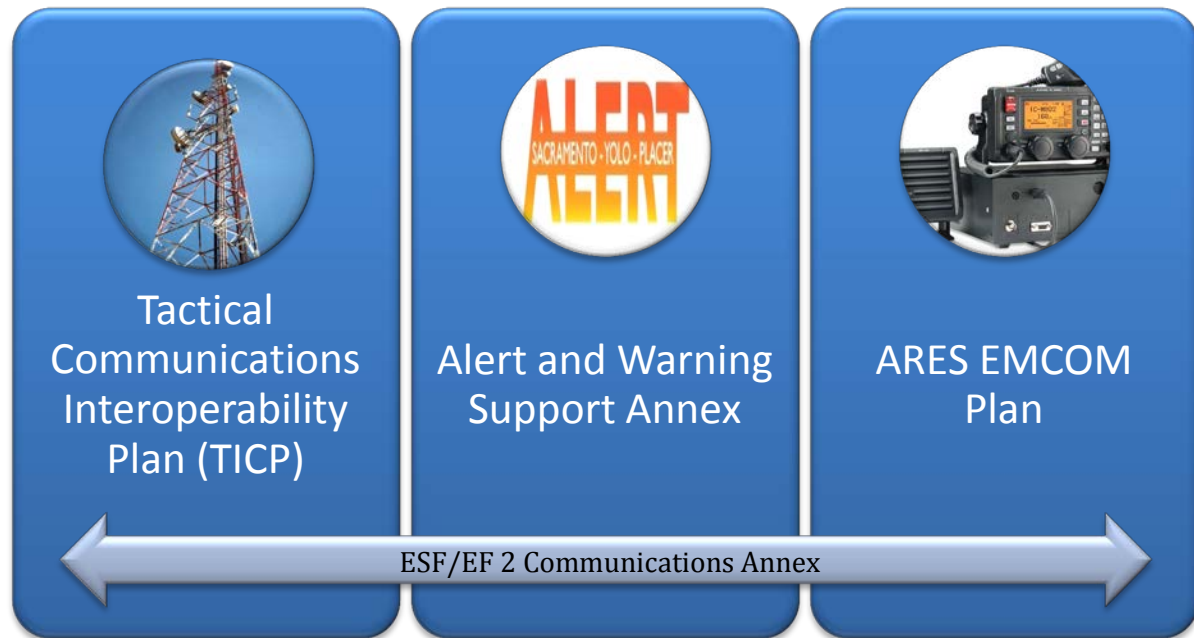 ALERT
SACRAMENTO - YOLO - PLACER
Tactical
Communications
Interoperability
Plan (TICP)
Alert and Warning
Support Annex
ARES EMCOM
Plan
ESF/EF 2 Communications Annex